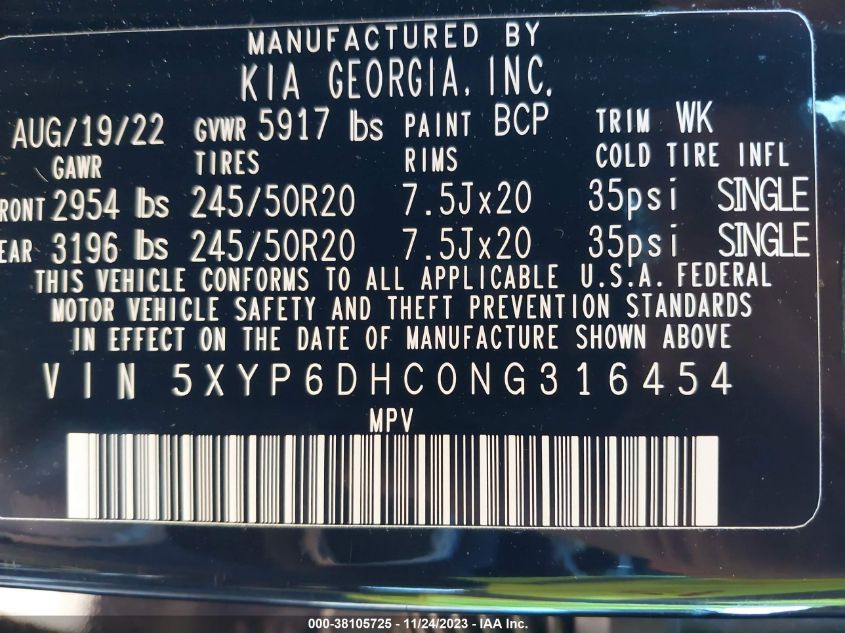 MANUFACTURED BY
KIA GEORGIA, INC.
AUG/19/22 GVWR 5917 lbs PAINT BCP TRIM WK
GAWR TIRES RIMS COLD TIRE INFL
RONT 2954 lbs 245/50R20 7.5Jx20 35psi SINGLE
EAR 3196 lbs 245/50R20 7.5Jx20 35psi SINGLE
THIS VEHICLE CONFORMS TO ALL APPLICABLE U.S.A. FEDERAL
MOTOR VEHICLE SAFETY AND THEFT PREVENTION STANDARDS
IN EFFECT ON THE DATE OF MANUFACTURE SHOWN ABOVE
VIN 5XYP6DHC0NG316454
MPV
000-38105725 - 11/24/2023 - IAA Inc.